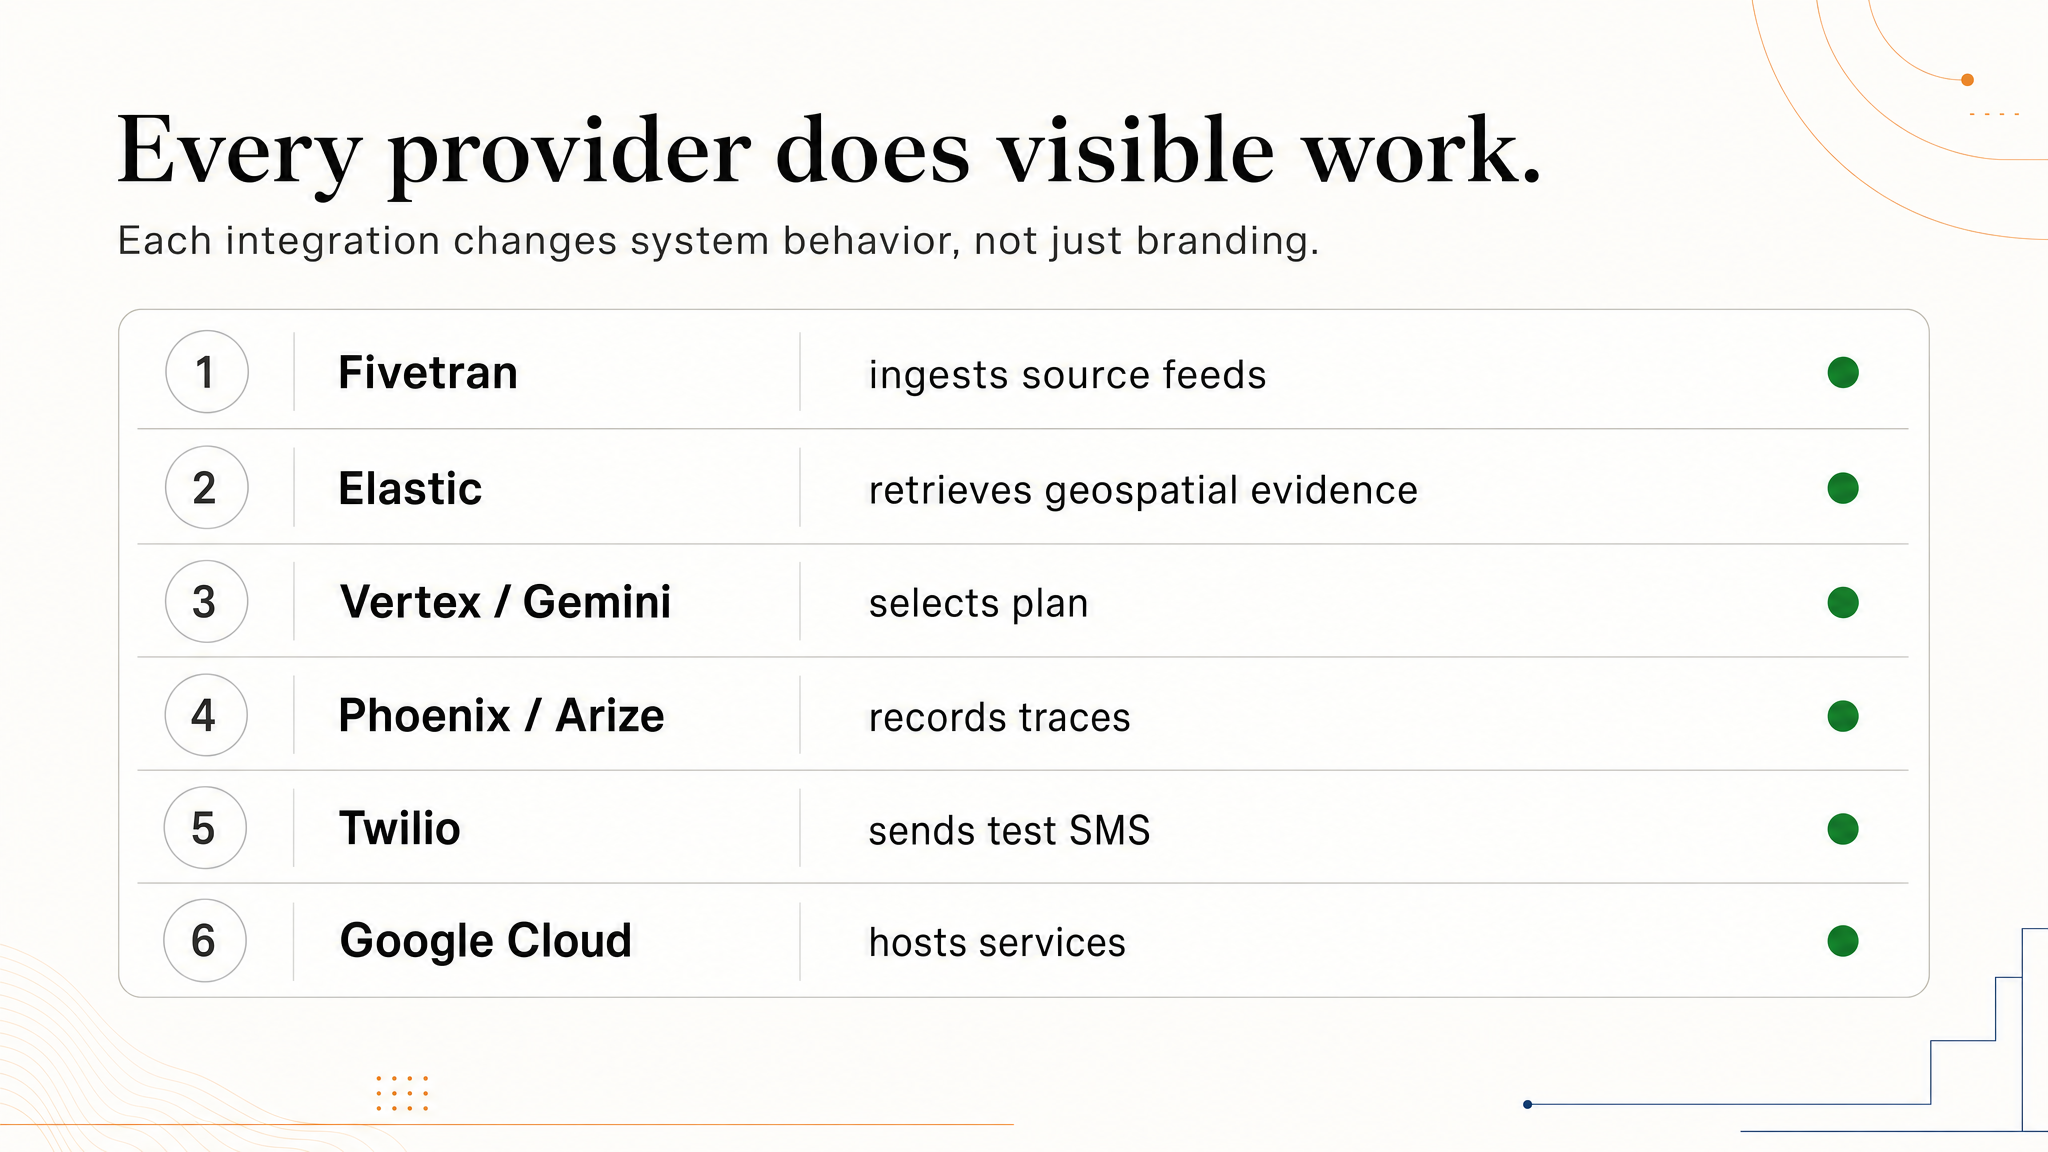 Every provider does visible work.
Each integration changes system behavior, not just branding.
1 Fivetran ingests source feeds
2 Elastic retrieves geospatial evidence
3 Vertex / Gemini selects plan
4 Phoenix / Arize records traces
5 Twilio sends test SMS
6 Google Cloud hosts services